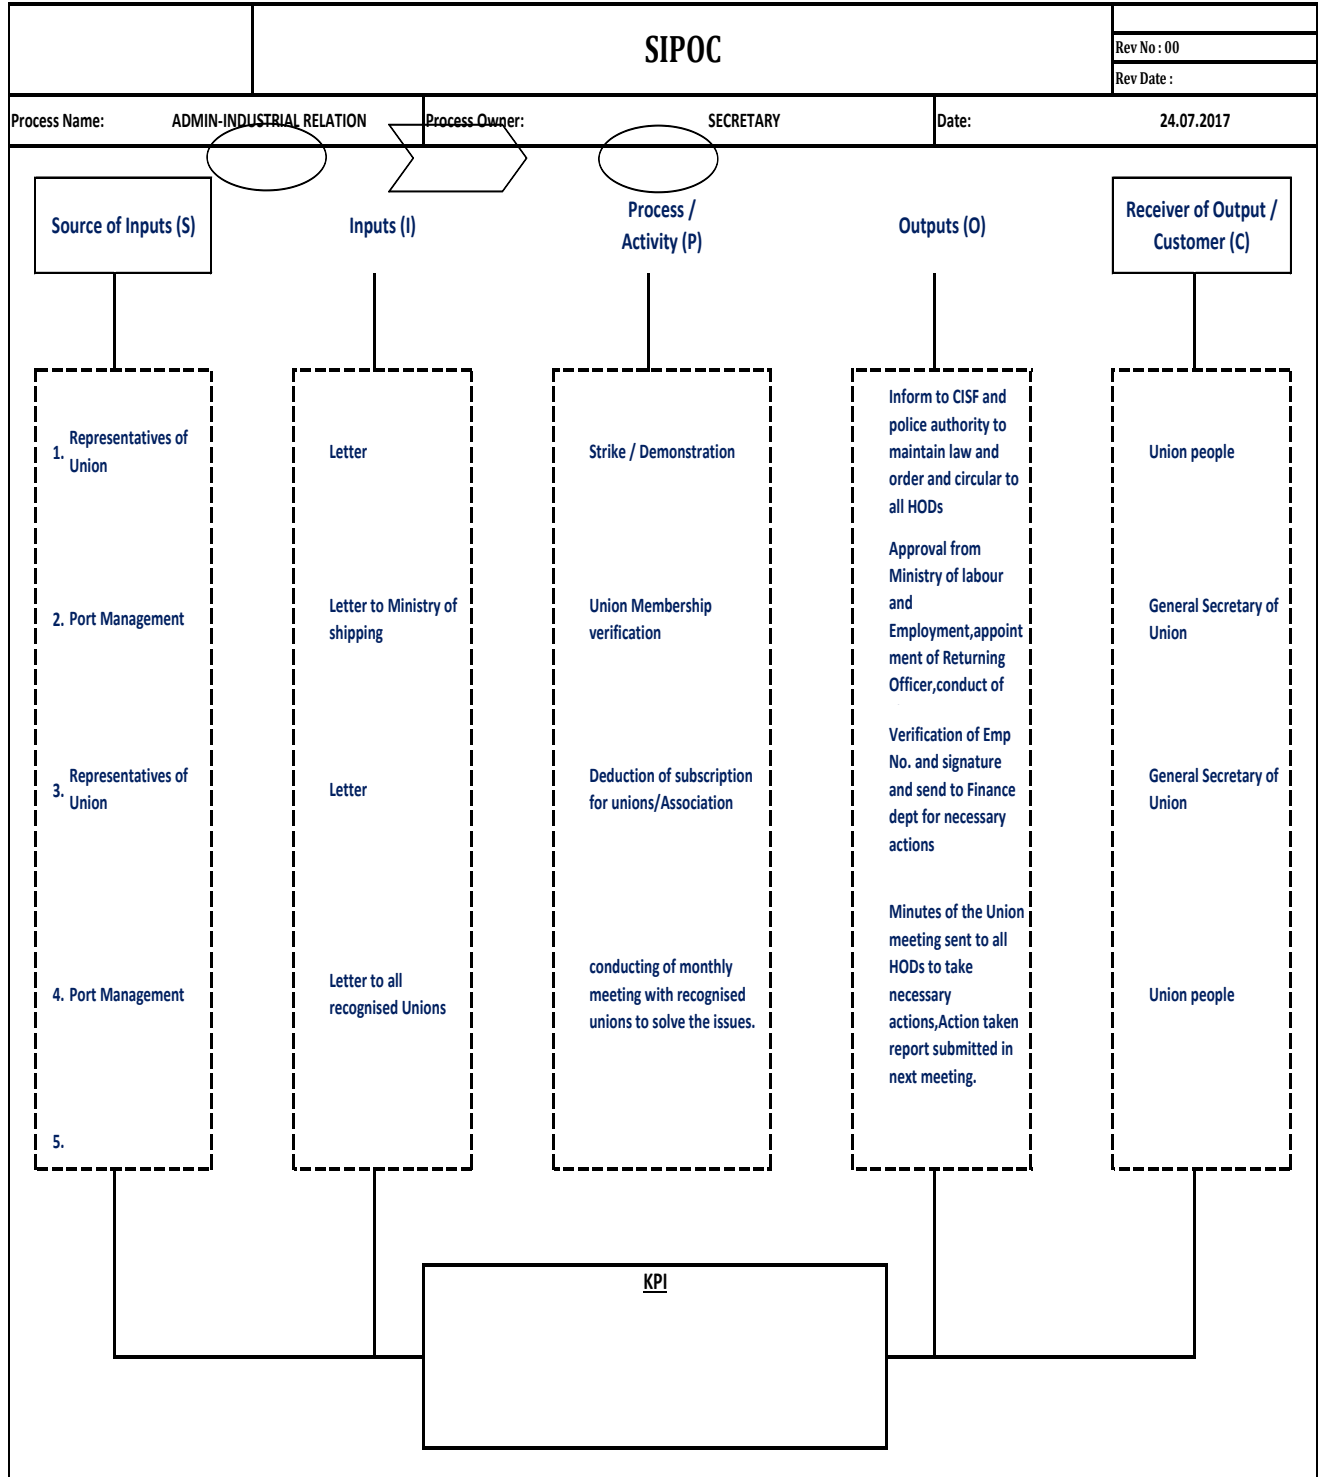 SIPOC
Rev No : 00
Rev Date :
Process Name: ADMIN-INDUSTRIAL RELATION Process Owner: SECRETARY Date: 24.07.2017
Source of Inputs (S)
Inputs (I)
Process /
Activity (P)
Outputs (O)
Receiver of Output /
Customer (C)
1. Representatives of
Union
Letter
Strike / Demonstration
Inform to CISF and
police authority to
maintain law and
order and circular to
all HODs
Union people
2. Port Management
Letter to Ministry of
shipping
Union Membership
verification
Approval from
Ministry of labour
and
Employment,appoint
ment of Returning
Officer,conduct of
General Secretary of
Union
3. Representatives of
Union
Letter
Deduction of subscription
for unions/Association
Verification of Emp
No. and signature
and send to Finance
dept for necessary
actions
General Secretary of
Union
4. Port Management
Letter to all
recognised Unions
conducting of monthly
meeting with recognised
unions to solve the issues.
Minutes of the Union
meeting sent to all
HODs to take
necessary
actions,Action taken
report submitted in
next meeting.
Union people
5.
KPI